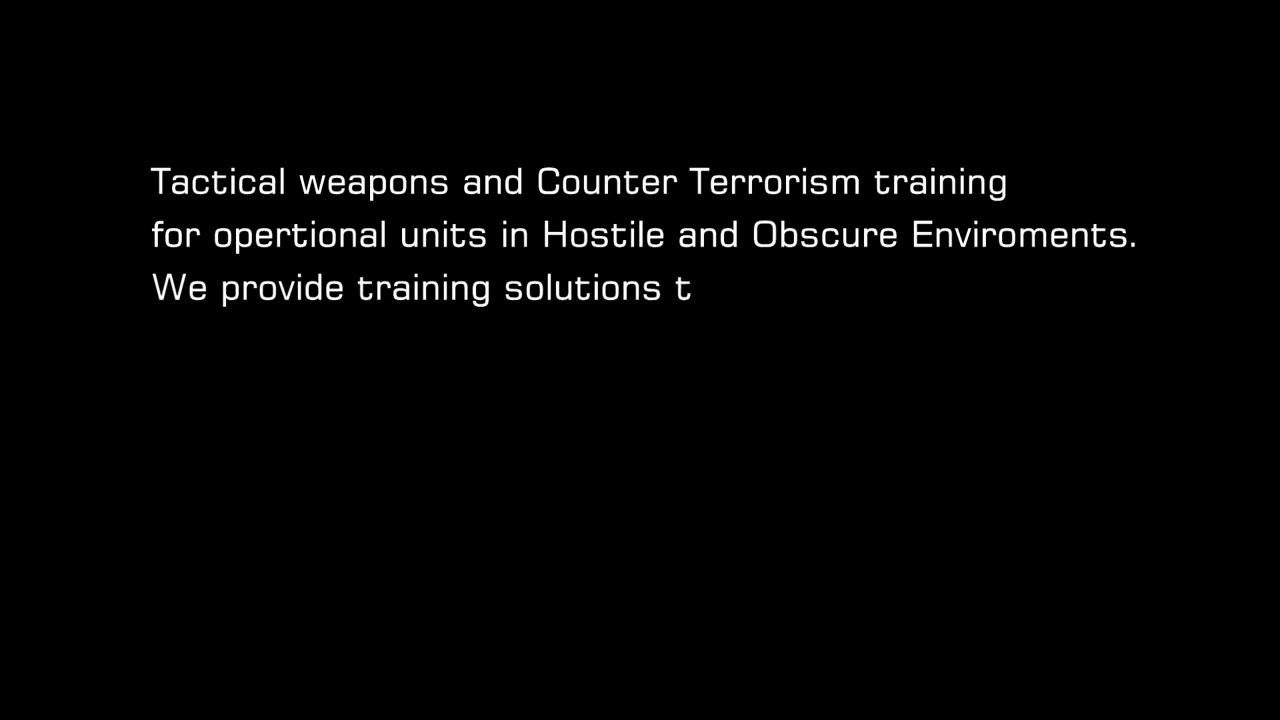 Tactical weapons and Counter Terrorism training
for opertional units in Hostile and Obscure Enviroments.
We provide training solutions t